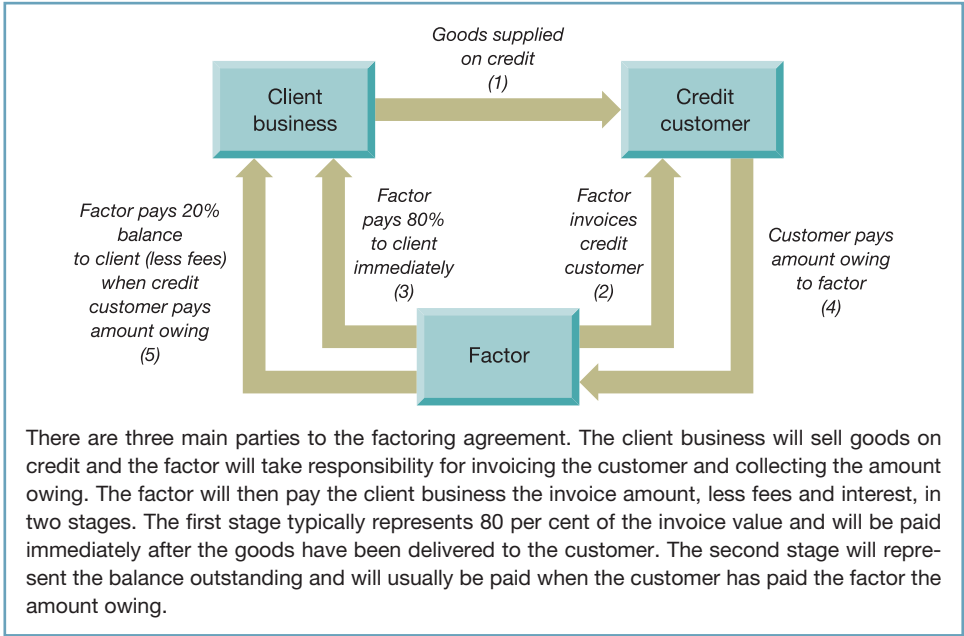 Goods supplied
on credit
(1)
Client
business
Credit
customer
Factor pays 20%
balance
to client (less fees)
when credit
customer pays
amount owing
(5)
Factor
pays 80%
to client
immediately
(3)
Factor
invoices
credit
customer
(2)
Customer pays
amount owing
to factor
(4)
Factor
There are three main parties to the factoring agreement. The client business will sell goods on
credit and the factor will take responsibility for invoicing the customer and collecting the amount
owing. The factor will then pay the client business the invoice amount, less fees and interest, in
two stages. The first stage typically represents 80 per cent of the invoice value and will be paid
immediately after the goods have been delivered to the customer. The second stage will repre-
sent the balance outstanding and will usually be paid when the customer has paid the factor the
amount owing.